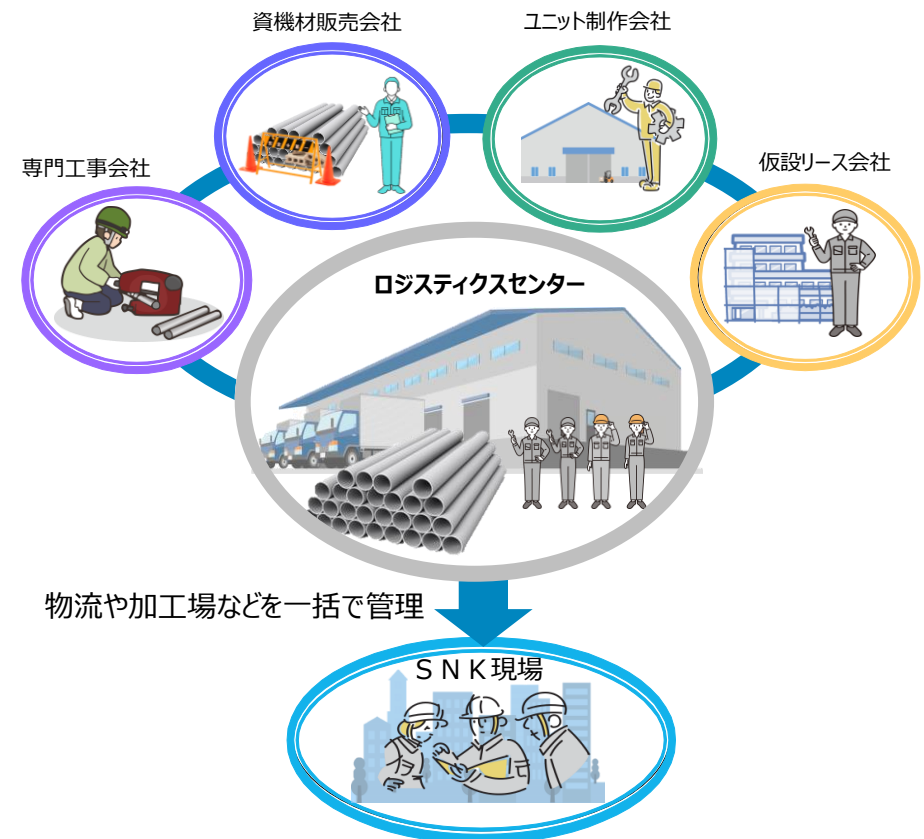 資機材販売会社
ユニット制作会社
専門工事会社
仮設リース会社
ロジスティクスセンター
物流や加工場などを一括で管理
ＳＮＫ現場